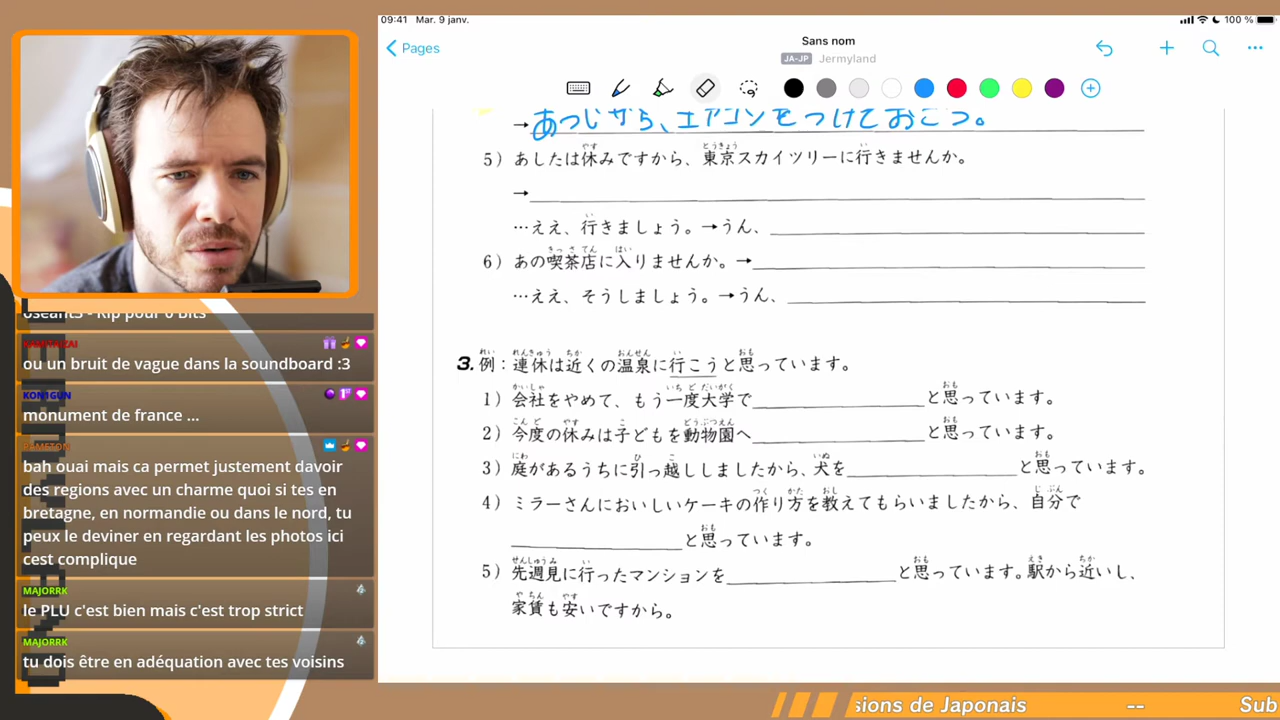 09:41 Mar. 9 janv.
100 %
Pages
Sans nom
JA-JP Jermyland
→あついから、エアコンをつけておこう。
5) あしたは休みですから、東京スカイツリーに行きませんか。
→
…ええ、行きましょう。→うん、
6) あの喫茶店に入りませんか。→
…ええ、そうしましょう。→うん、
3. 例：連休は近くの温泉に行こうと思っています。
1) 会社をやめて、もう一度大学で と思っています。
2) 今度の休みは子どもを動物園へ と思っています。
3) 庭があるうちに引っ越ししましたから、犬を と思っています。
4) ミラーさんにおいしいケーキの作り方を教えてもらいましたから、自分で
と思っています。
5) 先週見に行ったマンションを と思っています。駅から近いし、
家賃も安いですから。
ou un bruit de vague dans la soundboard :3
KON1GUN
monument de france ...
bah ouai mais ca permet justement davoir
des regions avec un charme quoi si tes en
bretagne, en normandie ou dans le nord, tu
peux le deviner en regardant les photos ici
cest complique
MAJORRK
le PLU c'est bien mais c'est trop strict
MAJORRK
tu dois être en adéquation avec tes voisins
sions de Japonais -- Sub